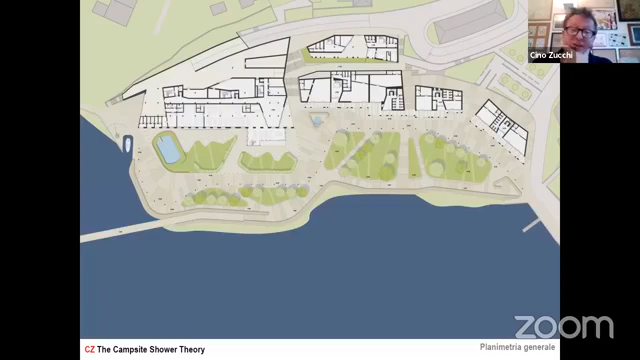 Cino Zucchi
zoom
CZ The Campsite Shower Theory
Planimetria generale